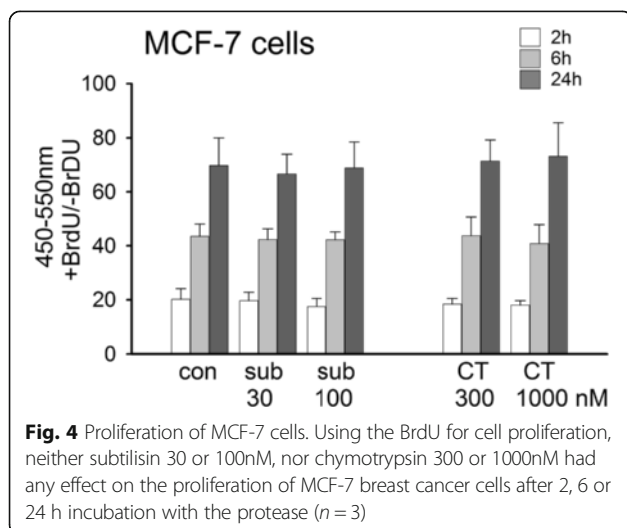 MCF-7 cells
2h
6h
24h
450-550nm
+BrdU/-BrDU
100
80
60
40
20
0
con
sub
30
sub
100
CT
300
CT
1000 nM
Fig. 4 Proliferation of MCF-7 cells. Using the BrdU for cell proliferation,
neither subtilisin 30 or 100nM, nor chymotrypsin 300 or 1000nM had
any effect on the proliferation of MCF-7 breast cancer cells after 2, 6 or
24 h incubation with the protease (n = 3)